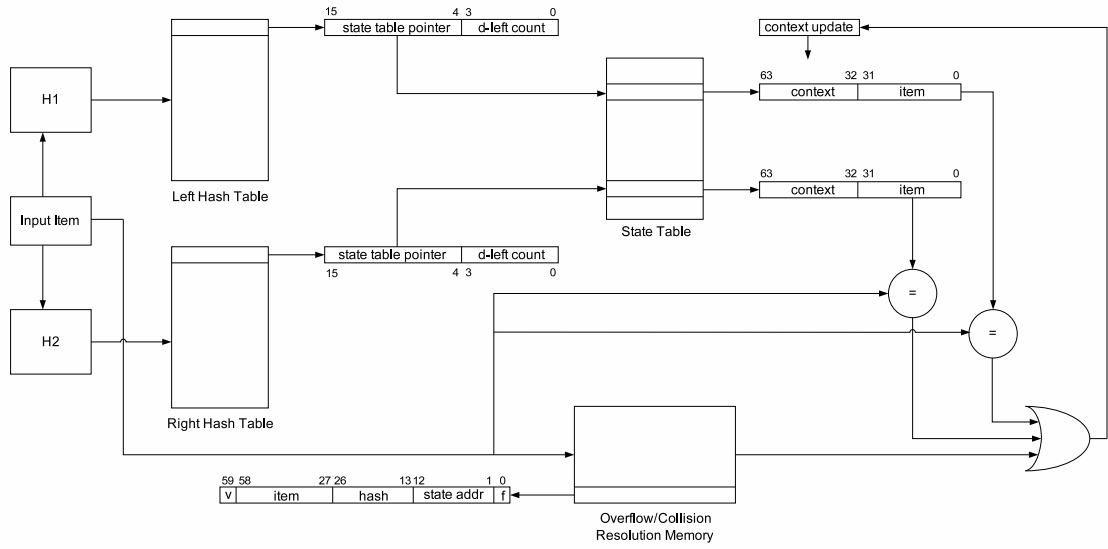 15 4 3 0
state table pointer d-left count
context update
63 32 31 0
context item
H1
Left Hash Table
63 32 31 0
context item
Input Item
State Table
state table pointer d-left count
15 4 3 0
=
=
H2
Right Hash Table
59 58 27 26 13 12 1 0
v item hash state addr f
Overflow/Collision
Resolution Memory